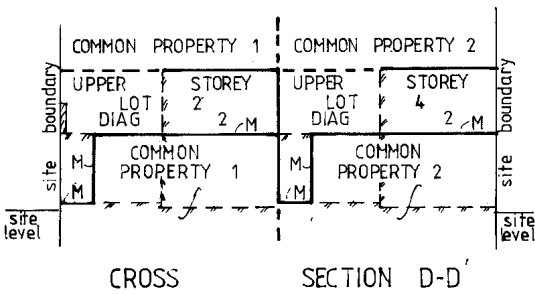 COMMON PROPERTY 1 COMMON PROPERTY 2
boundary boundary
UPPER STOREY UPPER STOREY
LOT 2 LOT 4
DIAG 2 M DIAG 2 M
site site
M COMMON PROPERTY 1 M COMMON PROPERTY 2
M M
site level site level
CROSS SECTION D-D'